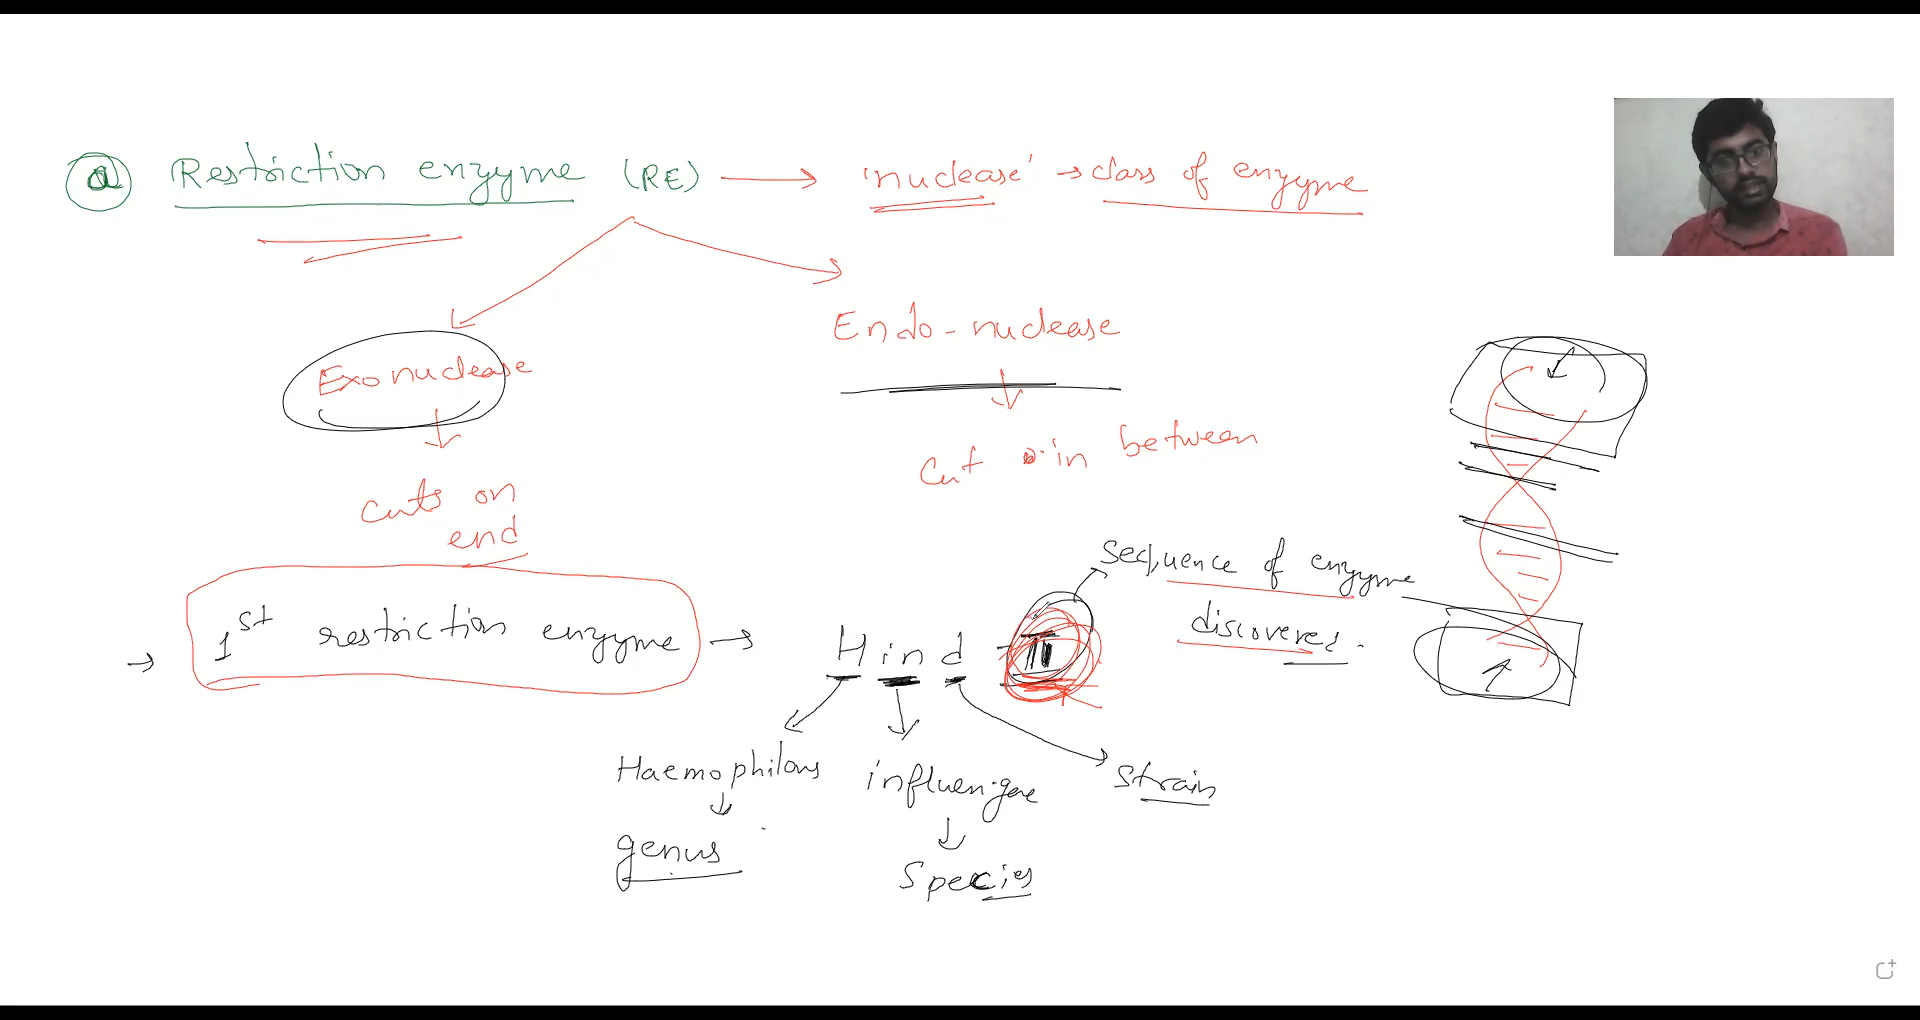 a Restriction enzyme (RE) → 'nuclease' → class of enzyme
Exonuclease
Endo-nuclease
cuts on
end
Cut in between
→ 1st restriction enzyme → Hind II
Sequence of enzyme
discovered.
Haemophilous
influenzae
Strain
genus
Species